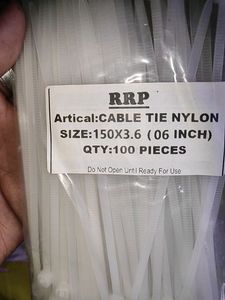 RRP
Artical:CABLE TIE NYLON
SIZE:150X3.6 (06 INCH)
QTY:100 PIECES
Do Not Open Until Ready For Use